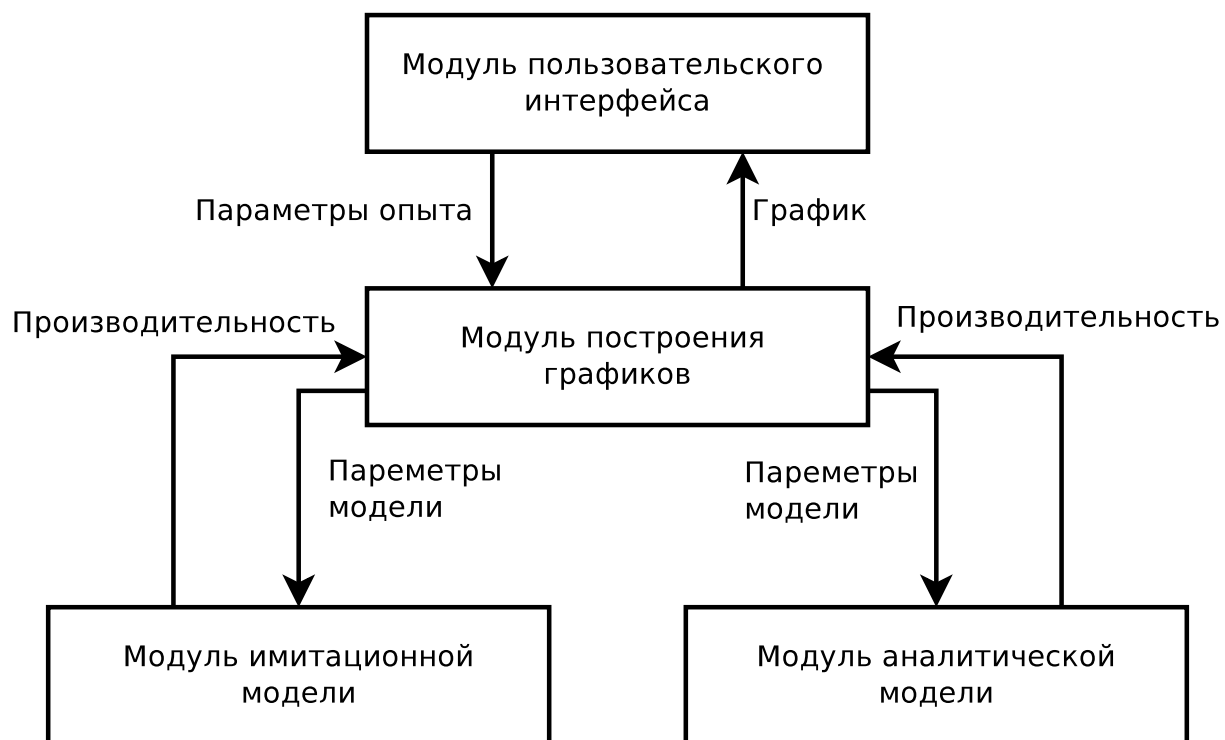 Модуль пользовательского
интерфейса
Параметры опыта
График
Производительность
Производительность
Модуль построения
графиков
Пареметры
модели
Пареметры
модели
Модуль имитационной
модели
Модуль аналитической
модели